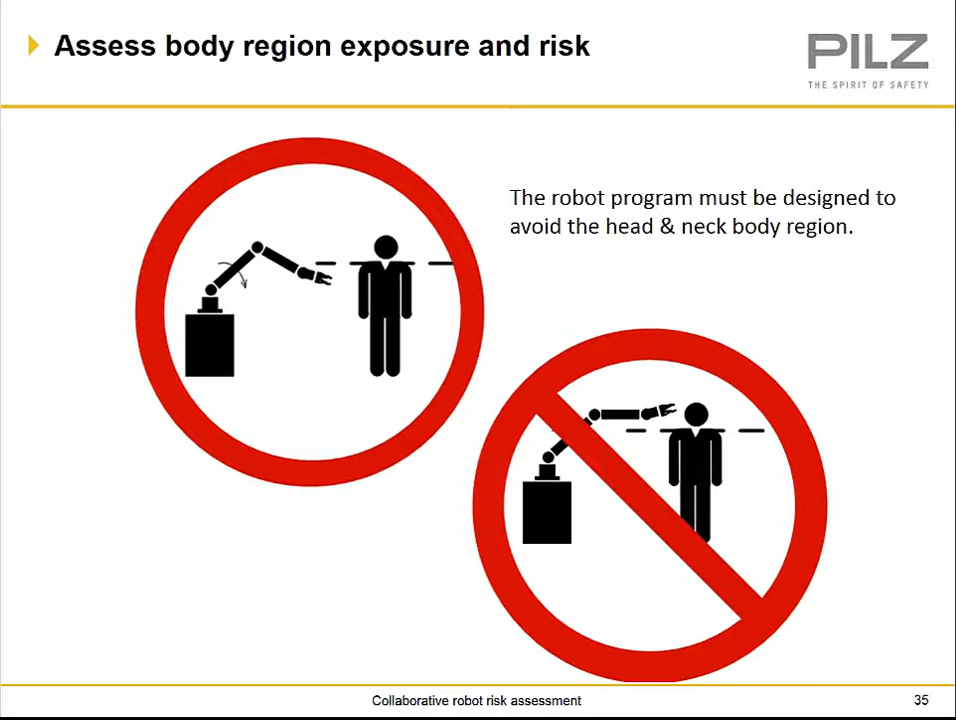 Assess body region exposure and risk
PILZ
THE SPIRIT OF SAFETY
The robot program must be designed to
avoid the head & neck body region.
Collaborative robot risk assessment
35